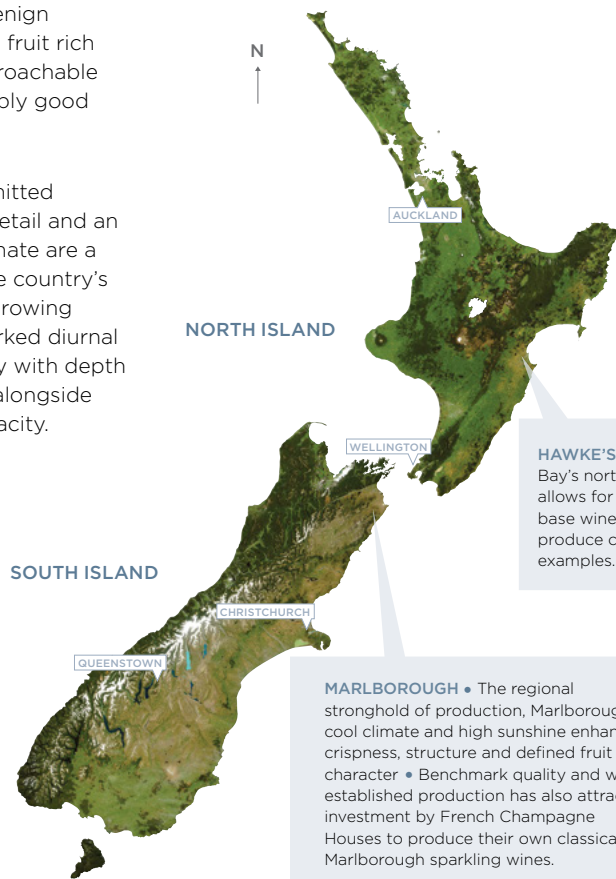 enign
fruit rich
roachable
bly good
mitted
etail and an
mate are a
e country's
rowing
rked diurnal
y with depth
alongside
acity.
N
AUCKLAND
NORTH ISLAND
WELLINGTON
HAWKE'S
Bay's nort
allows for
base wine
produce c
examples.
SOUTH ISLAND
CHRISTCHURCH
QUEENSTOWN
MARLBOROUGH • The regional
stronghold of production, Marlboroug
cool climate and high sunshine enhan
crispness, structure and defined fruit
character • Benchmark quality and w
established production has also attra
investment by French Champagne
Houses to produce their own classica
Marlborough sparkling wines.